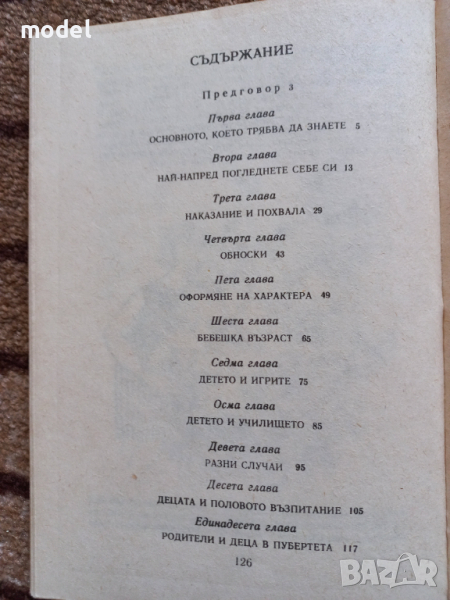 model
СЪДЪРЖАНИЕ
Предговор 3
Първа глава
ОСНОВНОТО, КОЕТО ТРЯБВА ДА ЗНАЕТЕ 5
Втора глава
НАЙ-НАПРЕД ПОГЛЕДНЕТЕ СЕБЕ СИ 13
Трета глава
НАКАЗАНИЕ И ПОХВАЛА 29
Четвърта глава
ОБНОСКИ 43
Пета глава
ОФОРМЯНЕ НА ХАРАКТЕРА 49
Шеста глава
БЕБЕШКА ВЪЗРАСТ 65
Седма глава
ДЕТЕТО И ИГРИТЕ 75
Осма глава
ДЕТЕТО И УЧИЛИЩЕТО 85
Девета глава
РАЗНИ СЛУЧАИ 95
Десета глава
ДЕЦАТА И ПОЛОВОТО ВЪЗПИТАНИЕ 105
Единадесета глава
РОДИТЕЛИ И ДЕЦА В ПУБЕРТЕТА 117
126
BAZAR.bg